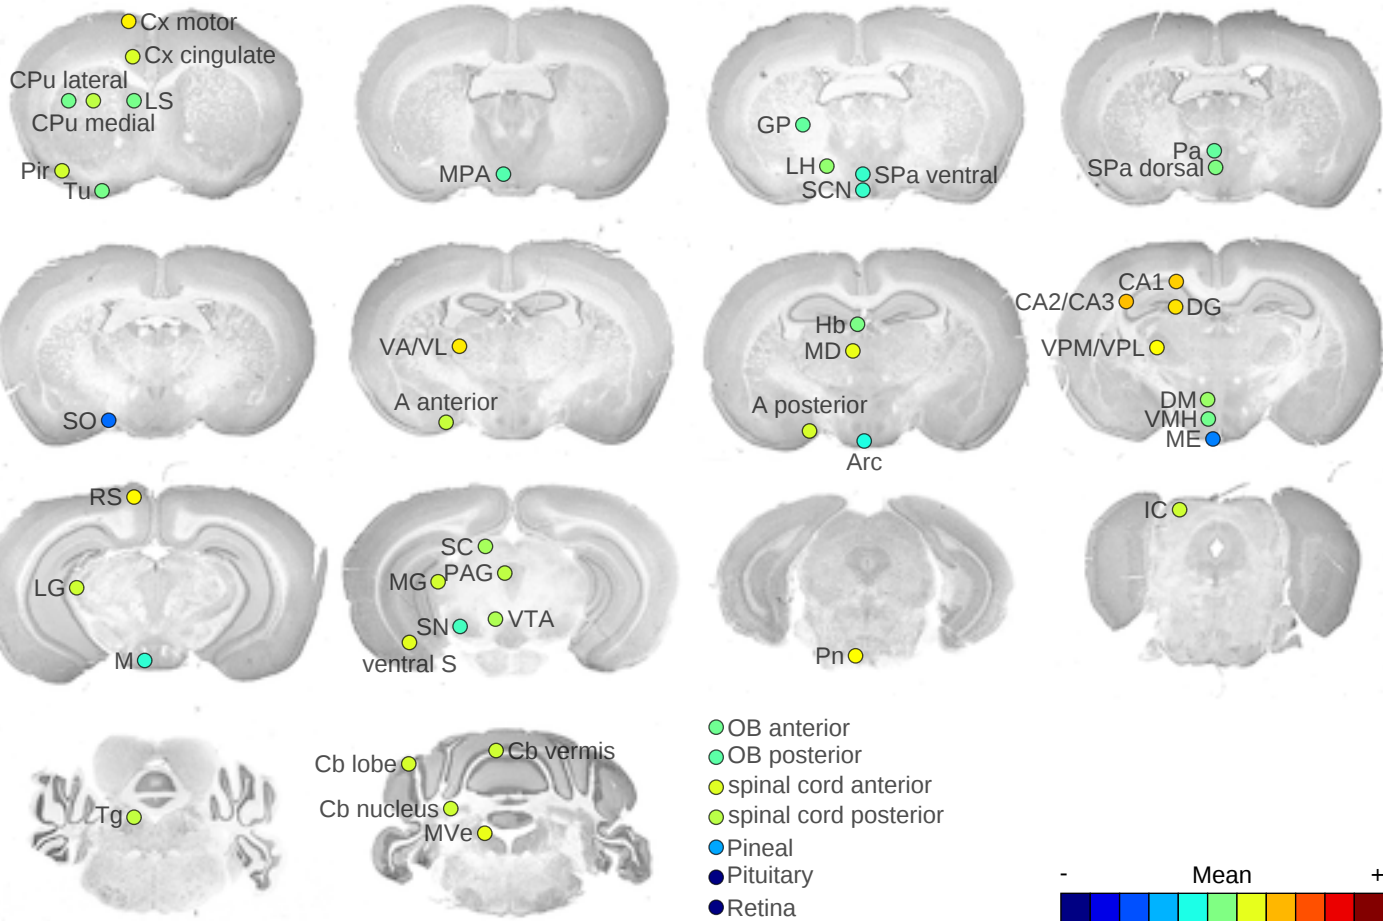 Cx motor
Cx cingulate
CPu lateral
LS
CPu medial
Pir
Tu
MPA
GP
LH
SPa ventral
SCN
Pa
SPa dorsal
SO
VA/VL
A anterior
Hb
MD
A posterior
Arc
CA1
CA2/CA3
DG
VPM/VPL
DM
VMH
ME
RS
LG
M
SC
PAG
MG
VTA
SN
ventral S
Pn
IC
Tg
Cb vermis
Cb lobe
Cb nucleus
MVe
OB anterior
OB posterior
spinal cord anterior
spinal cord posterior
Pineal
Pituitary
Retina
- Mean +